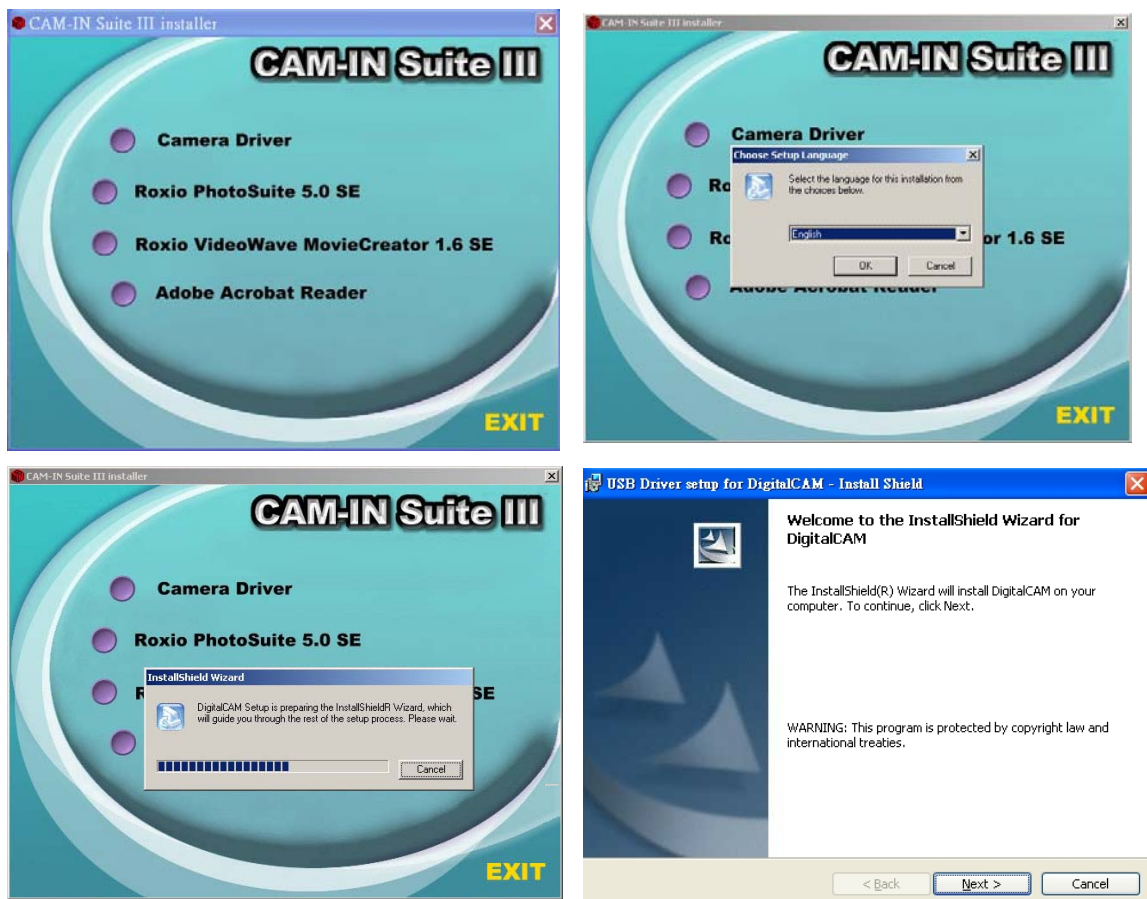 CAM-IN Suite III installer
CAM-IN Suite III
Camera Driver
Roxio PhotoSuite 5.0 SE
Roxio VideoWave MovieCreator 1.6 SE
Adobe Acrobat Reader
EXIT
CAM-IN Suite III installer
CAM-IN Suite III
Camera Driver
Choose Setup Language
Select the language for this installation from
the choices below.
Ro
English
Ro
or 1.6 SE
OK
Cancel
EXIT
CAM-IN Suite III installer
CAM-IN Suite III
Camera Driver
Roxio PhotoSuite 5.0 SE
InstallShield Wizard
R
SE
DigitalCAM Setup is preparing the InstallShieldR Wizard, which
will guide you through the rest of the setup process. Please wait.
Cancel
EXIT
USB Driver setup for DigitalCAM - Install Shield
Welcome to the InstallShield Wizard for
DigitalCAM
The InstallShield(R) Wizard will install DigitalCAM on your
computer. To continue, click Next.
WARNING: This program is protected by copyright law and
international treaties.
< Back
Next >
Cancel